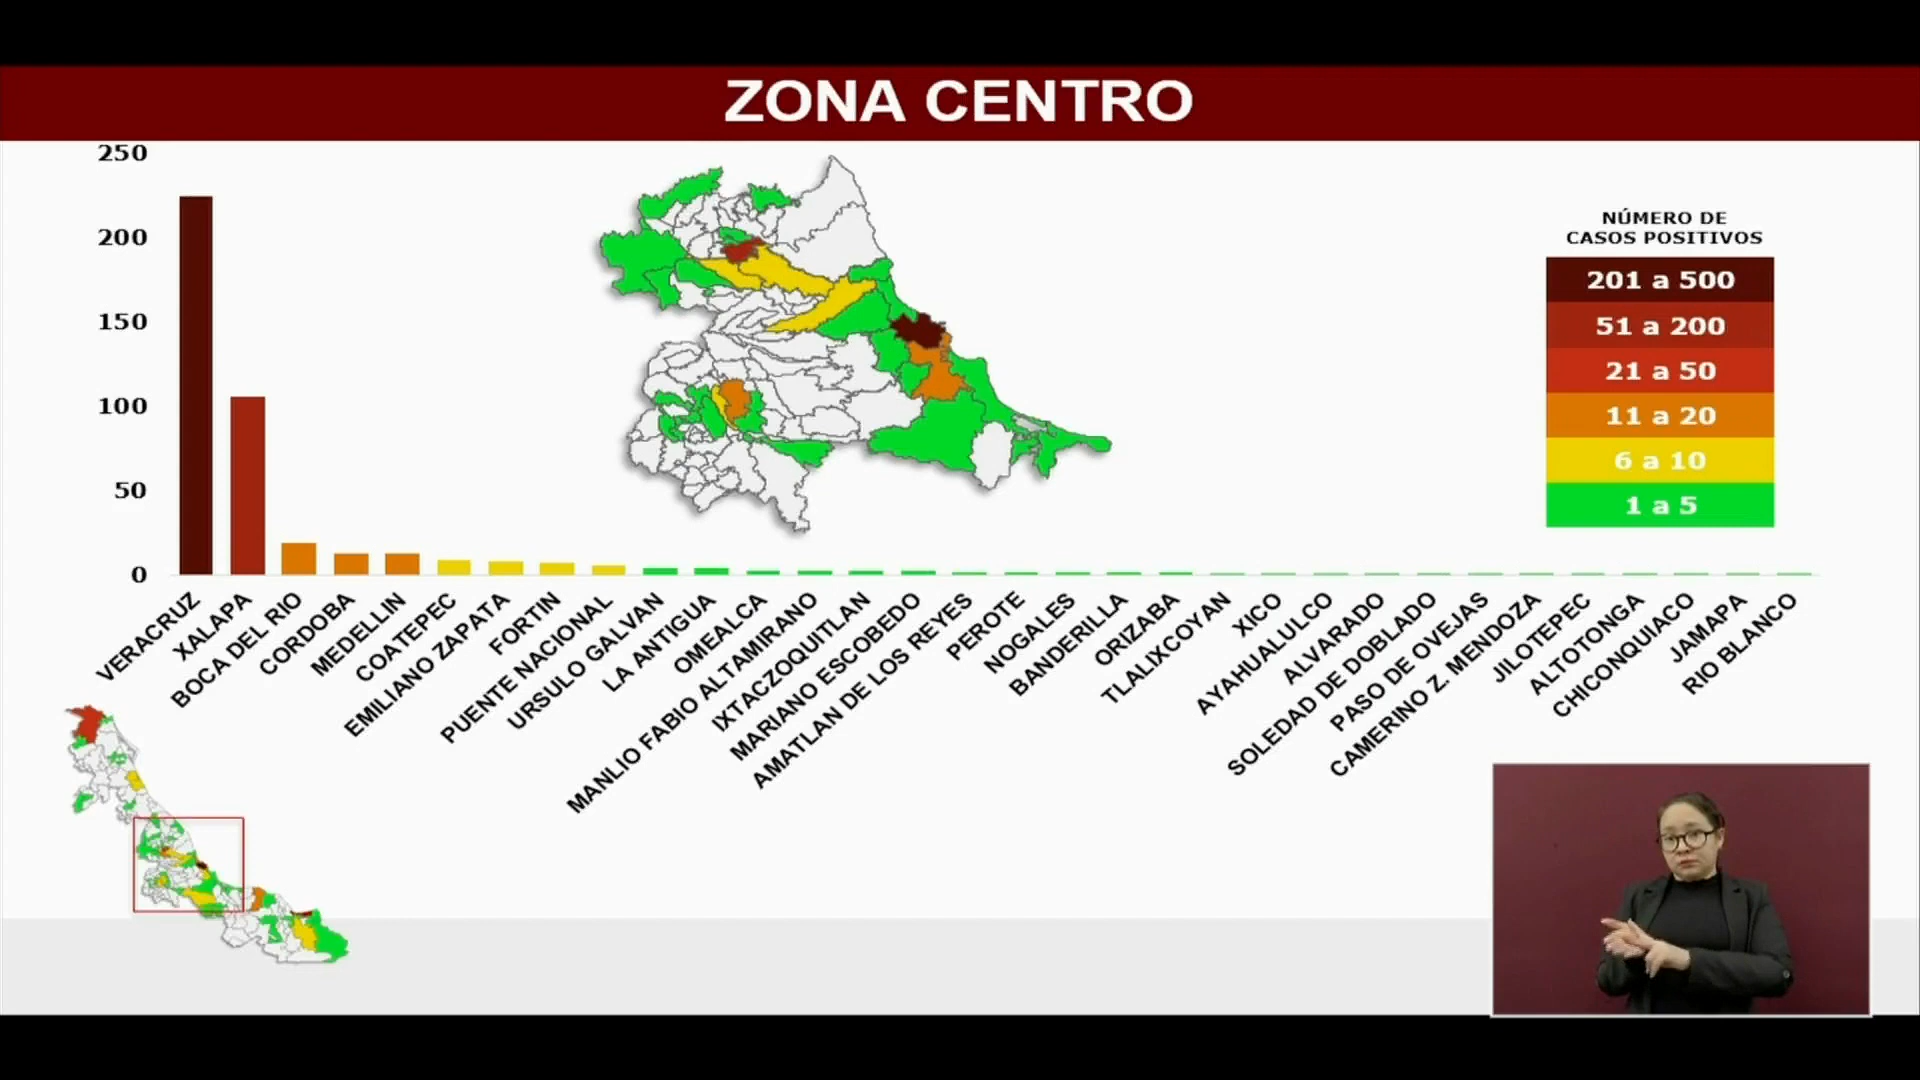 ZONA CENTRO
250
200
150
100
50
0
NÚMERO DE
CASOS POSITIVOS
201 a 500
51 a 200
21 a 50
11 a 20
6 a 10
1 a 5
VERACRUZ
XALAPA
BOCA DEL RIO
CORDOBA
MEDELLIN
COATEPEC
EMILIANO ZAPATA
FORTIN
PUENTE NACIONAL
URSULO GALVAN
LA ANTIGUA
OMEALCA
MANLIO FABIO ALTAMIRANO
IXTACZOQUITLAN
MARIANO ESCOBEDO
AMATLAN DE LOS REYES
PEROTE
NOGALES
BANDERILLA
ORIZABA
TLALIXCOYAN
XICO
AYAHUALULCO
ALVARADO
SOLEDAD DE DOBLADO
PASO DE OVEJAS
CAMERINO Z. MENDOZA
JILOTEPEC
ALTOTONGA
CHICONQUIACO
JAMAPA
RIO BLANCO